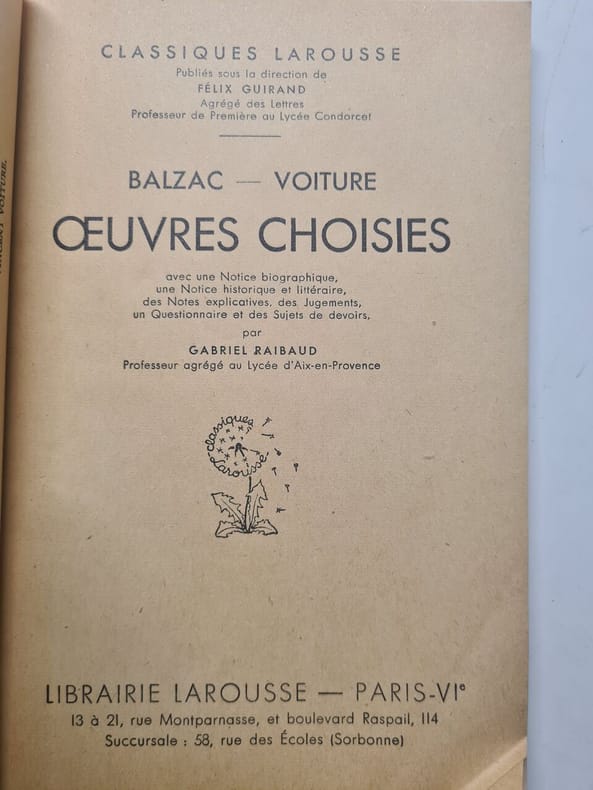 CLASSIQUES LAROUSSE
Publiés sous la direction de
FÉLIX GUIRAND
Agrégé des Lettres
Professeur de Première au Lycée Condorcet
BALZAC — VOITURE
ŒUVRES CHOISIES
avec une Notice biographique,
une Notice historique et littéraire,
des Notes explicatives, des Jugements,
un Questionnaire et des Sujets de devoirs,
par
GABRIEL RAIBAUD
Professeur agrégé au Lycée d'Aix-en-Provence
classiques
Larousse
LIBRAIRIE LAROUSSE — PARIS-VIe
13 à 21, rue Montparnasse, et boulevard Raspail, 114
Succursale : 58, rue des Écoles (Sorbonne)
VOITURE.